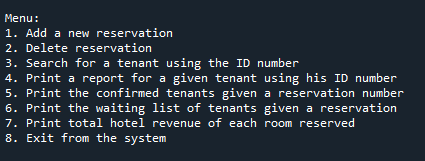 Menu:
1. Add a new reservation
2. Delete reservation
3. Search for a tenant using the ID number
4. Print a report for a given tenant using his ID number
5. Print the confirmed tenants given a reservation number
6. Print the waiting list of tenants given a reservation
7. Print total hotel revenue of each room reserved
8. Exit from the system